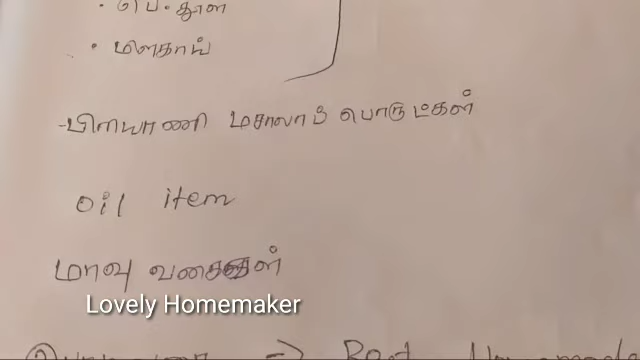 • மிளகாய்
-பிரியாணி மசாலாப் பொருட்கள்
oil item
மாவு வகைகள்
Lovely Homemaker